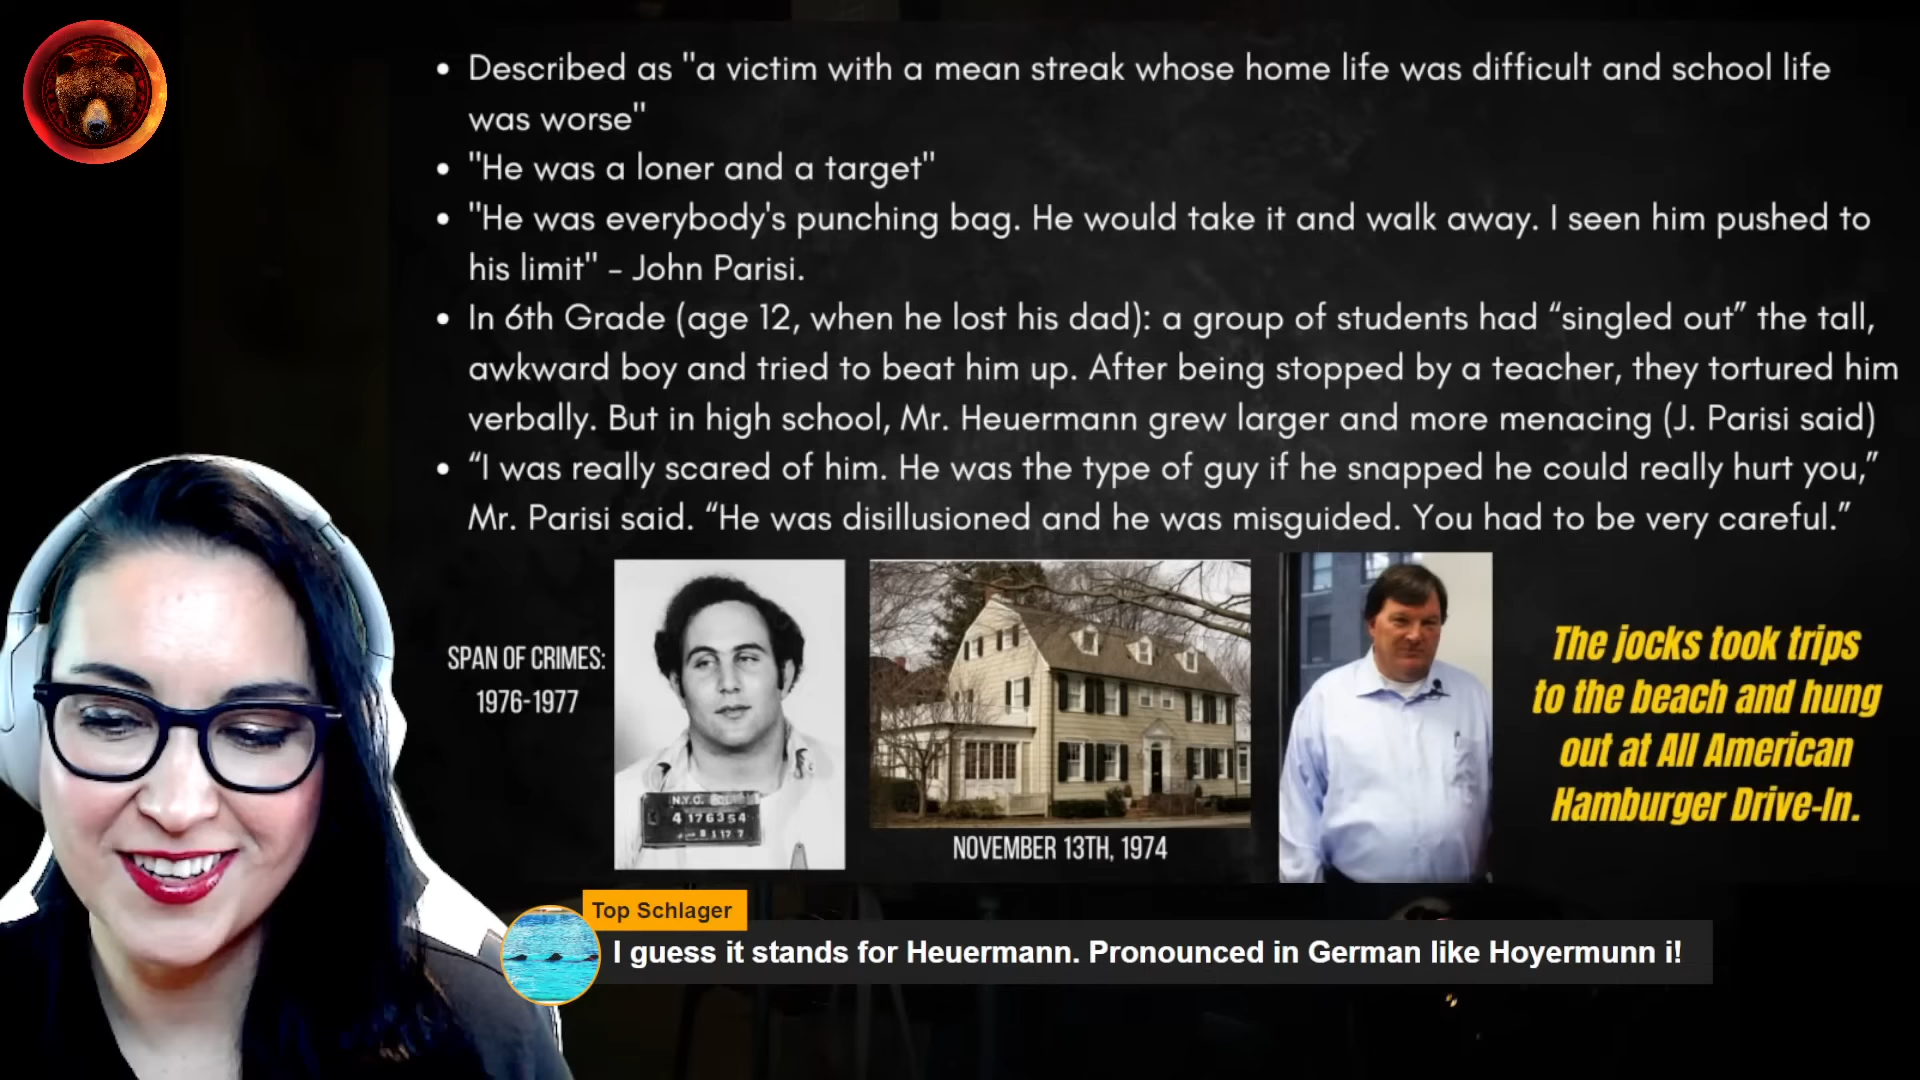 • Described as "a victim with a mean streak whose home life was difficult and school life
was worse"
• "He was a loner and a target"
• "He was everybody's punching bag. He would take it and walk away. I seen him pushed to
his limit" - John Parisi.
• In 6th Grade (age 12, when he lost his dad): a group of students had “singled out” the tall,
awkward boy and tried to beat him up. After being stopped by a teacher, they tortured him
verbally. But in high school, Mr. Heuermann grew larger and more menacing (J. Parisi said)
• “I was really scared of him. He was the type of guy if he snapped he could really hurt you,”
Mr. Parisi said. “He was disillusioned and he was misguided. You had to be very careful.”
SPAN OF CRIMES:
1976-1977
N.Y.C.
4 176354
NOVEMBER 13TH, 1974
The jocks took trips
to the beach and hung
out at All American
Hamburger Drive-In.
Top Schlager
I guess it stands for Heuermann. Pronounced in German like Hoyermunn i!